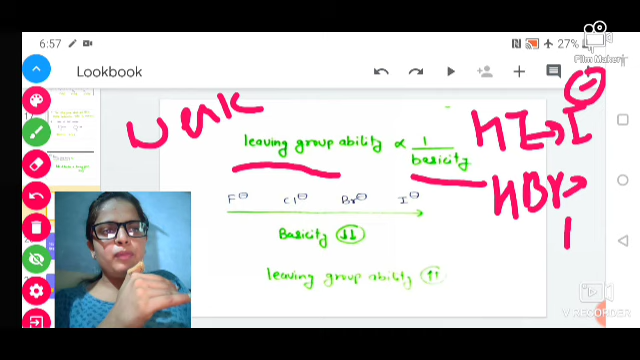 6:57
27%
Film Maker
Lookbook
weak
leaving group ability ∝ 1/basicity
HI → I⊖
HBr>
F⊖ Cl⊖ Br⊖ I⊖
Basicity ↓↓
leaving group ability ↑↑
V RECORDER